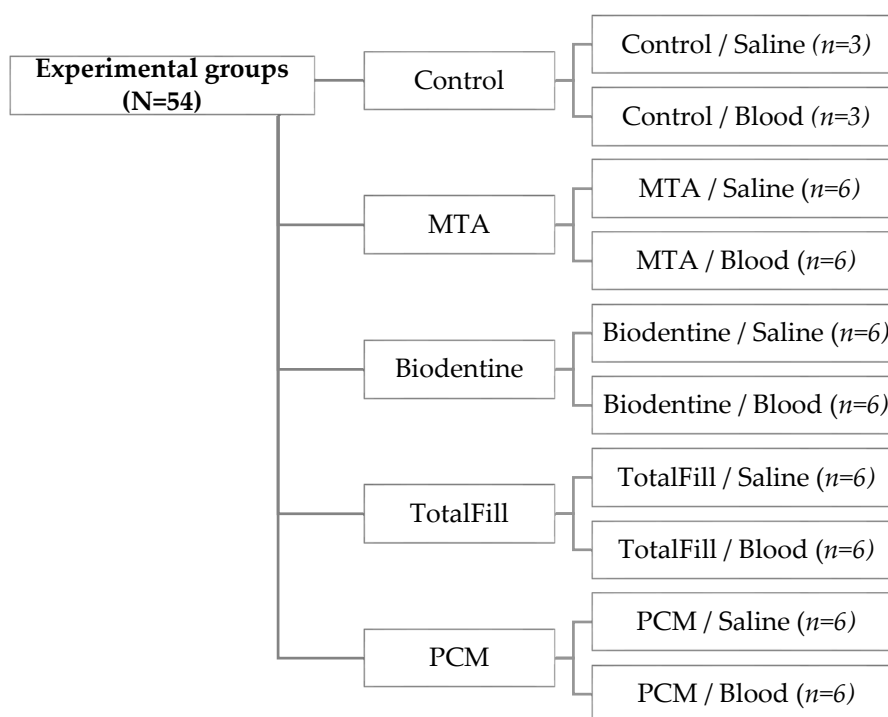 Experimental groups
(N=54)
Control
Control / Saline (n=3)
Control / Blood (n=3)
MTA
MTA / Saline (n=6)
MTA / Blood (n=6)
Biodentine
Biodentine / Saline (n=6)
Biodentine / Blood (n=6)
TotalFill
TotalFill / Saline (n=6)
TotalFill / Blood (n=6)
PCM
PCM / Saline (n=6)
PCM / Blood (n=6)